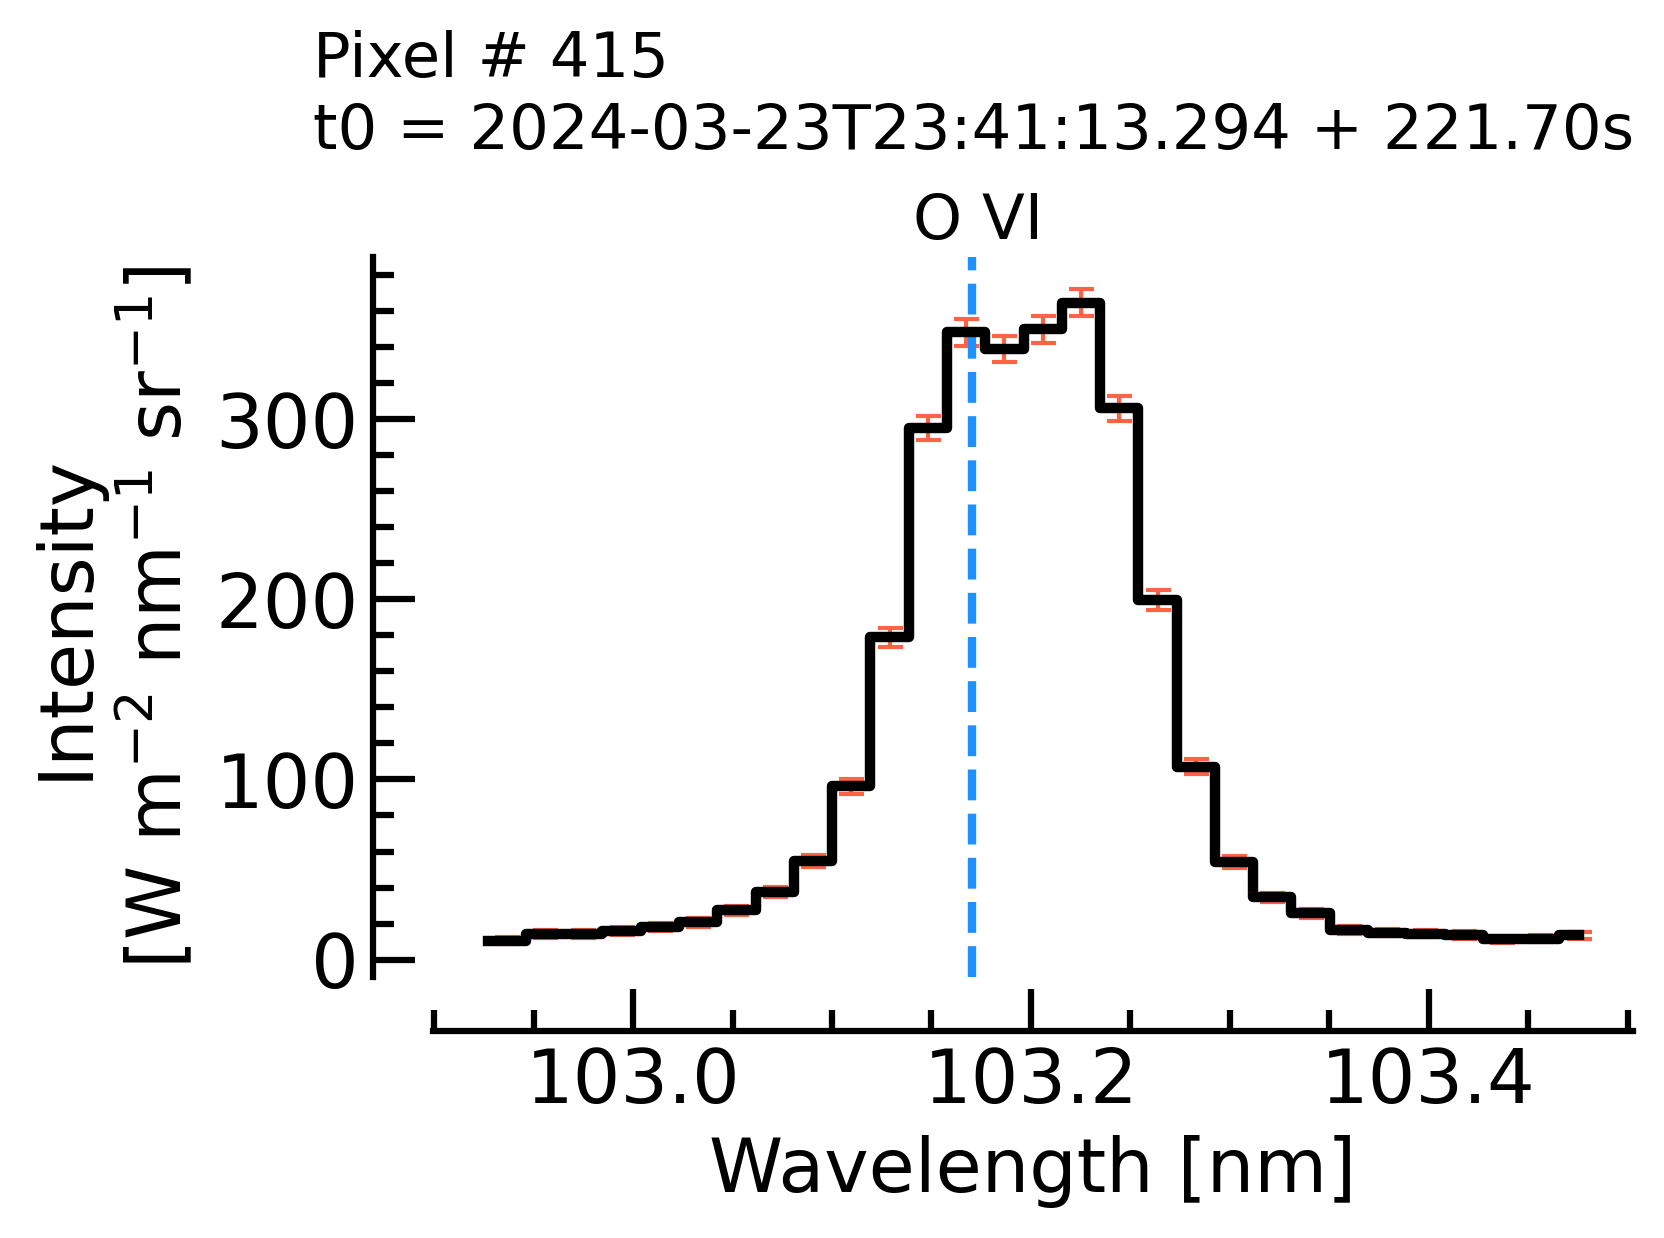 Pixel # 415
t0 = 2024-03-23T23:41:13.294 + 221.70s
O VI
Intensity
[W m⁻² nm⁻¹ sr⁻¹]
300
200
100
0
103.0 103.2 103.4
Wavelength [nm]